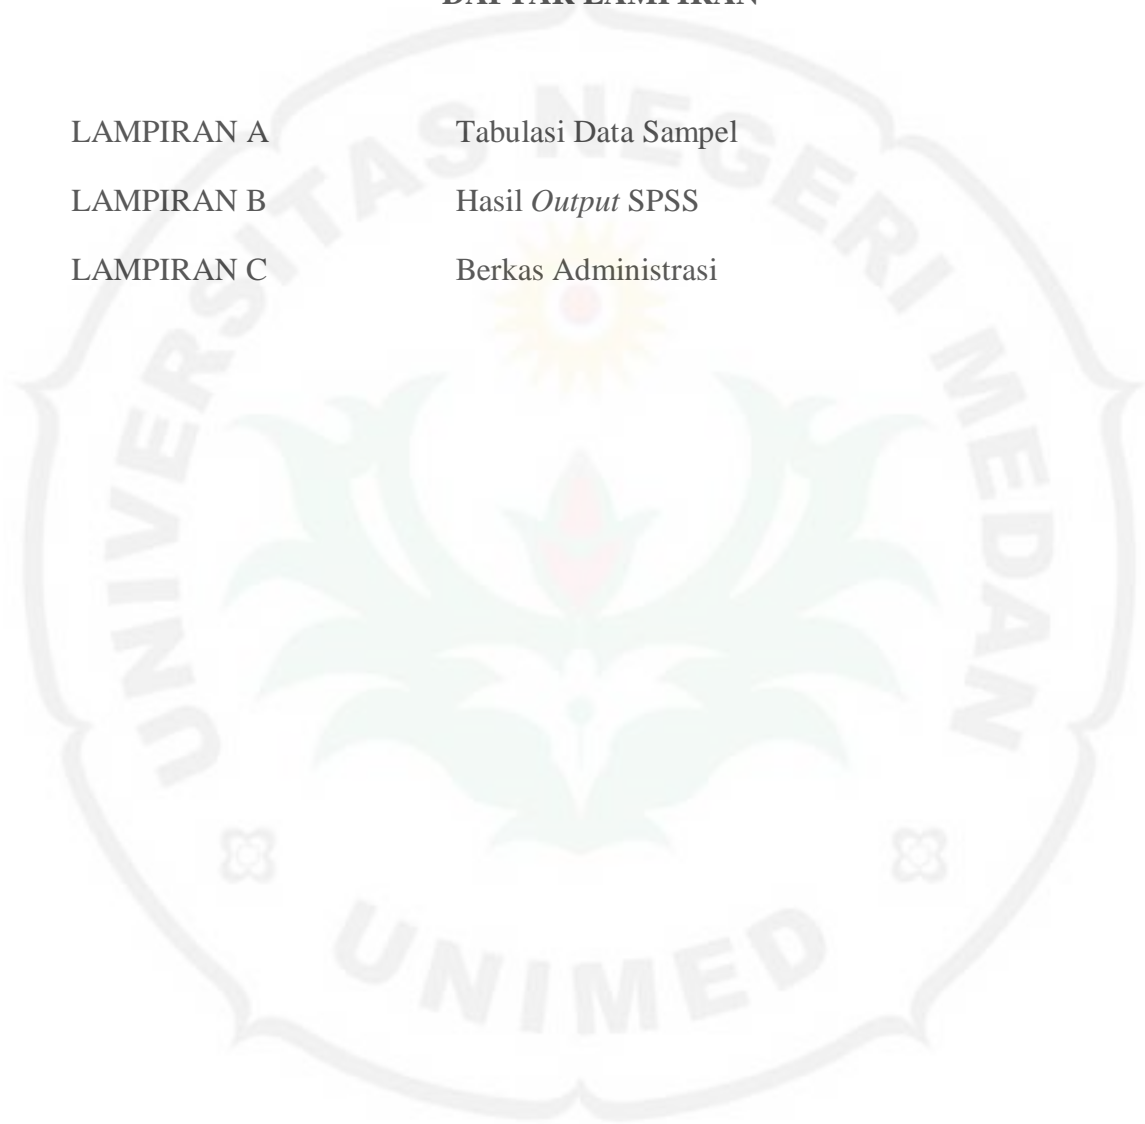 DAFTAR LAMPIRAN
LAMPIRAN A Tabulasi Data Sampel
LAMPIRAN B Hasil Output SPSS
LAMPIRAN C Berkas Administrasi
UNIVERSITAS NEGERI MEDAN
UNIMED